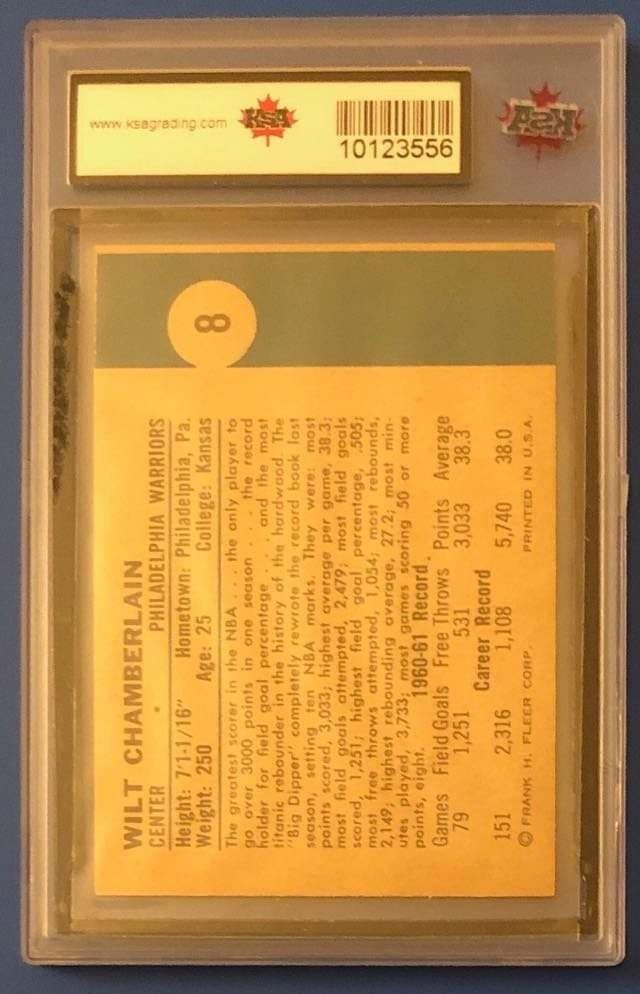 www.ksagrading.com
KSA
10123556
KSA
8
WILT CHAMBERLAIN
CENTER • PHILADELPHIA WARRIORS
Height: 7'1-1/16" Hometown: Philadelphia, Pa.
Weight: 250 Age: 25 College: Kansas
The greatest scorer in the NBA . . . the only player to
go over 3000 points in one season . . . the record
holder for field goal percentage . . . and the most
titanic rebounder in the history of the hardwood. The
"Big Dipper" completely rewrote the record book last
season, setting ten NBA marks. They were: most
points scored, 3,033; highest average per game, 38.3;
most field goals attempted, 2,479; most field goals
scored, 1,251; highest field goal percentage, .505;
most free throws attempted, 1,054; most rebounds,
2,149; highest rebounding average, 27.2; most min-
utes played, 3,733; most games scoring 50 or more
points, eight.
1960-61 Record
Games Field Goals Free Throws Points Average
79 1,251 531 3,033 38.3
Career Record
151 2,316 1,108 5,740 38.0
© FRANK H. FLEER CORP. PRINTED IN U.S.A.